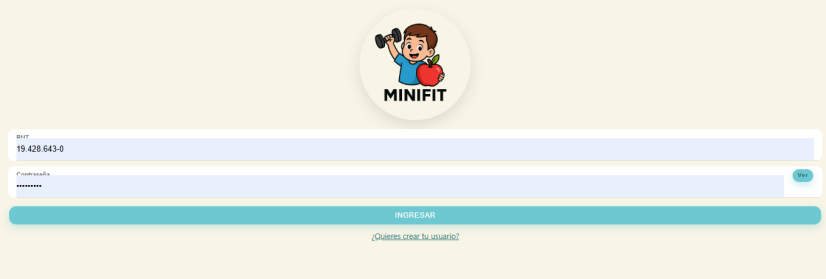 MINIFIT
RUT
19.428.643-0
Contraseña
•••••••••
Ver
INGRESAR
¿Quieres crear tu usuario?